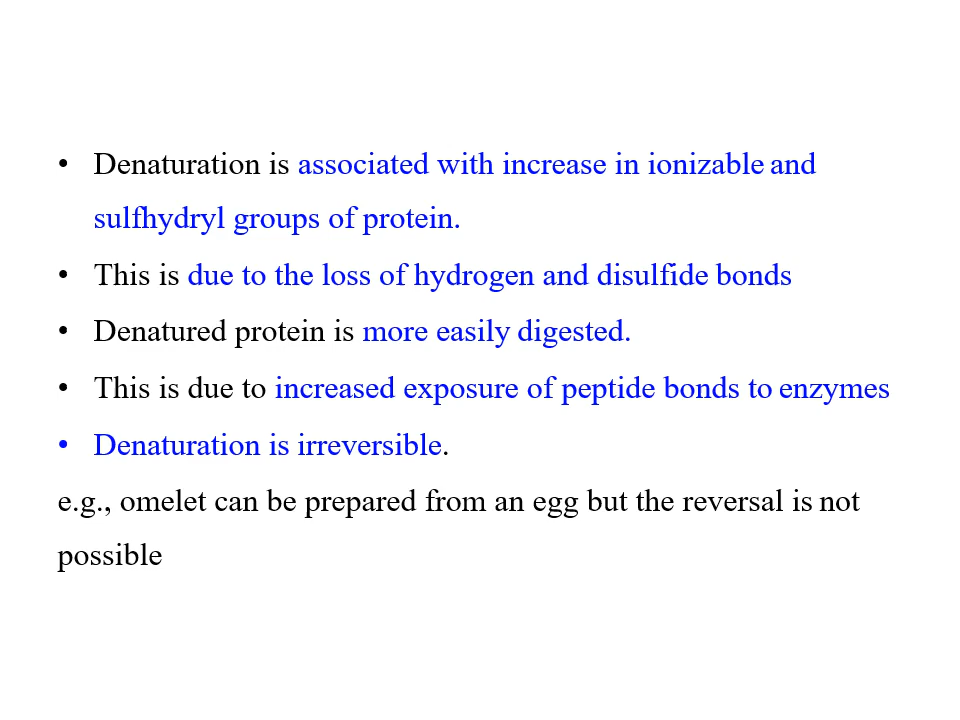 • Denaturation is associated with increase in ionizable and
sulfhydryl groups of protein.
• This is due to the loss of hydrogen and disulfide bonds
• Denatured protein is more easily digested.
• This is due to increased exposure of peptide bonds to enzymes
• Denaturation is irreversible.
e.g., omelet can be prepared from an egg but the reversal is not
possible